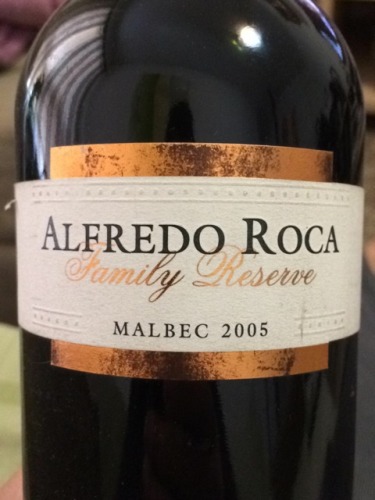 ALFREDO ROCA
Family Reserve
MALBEC 2005